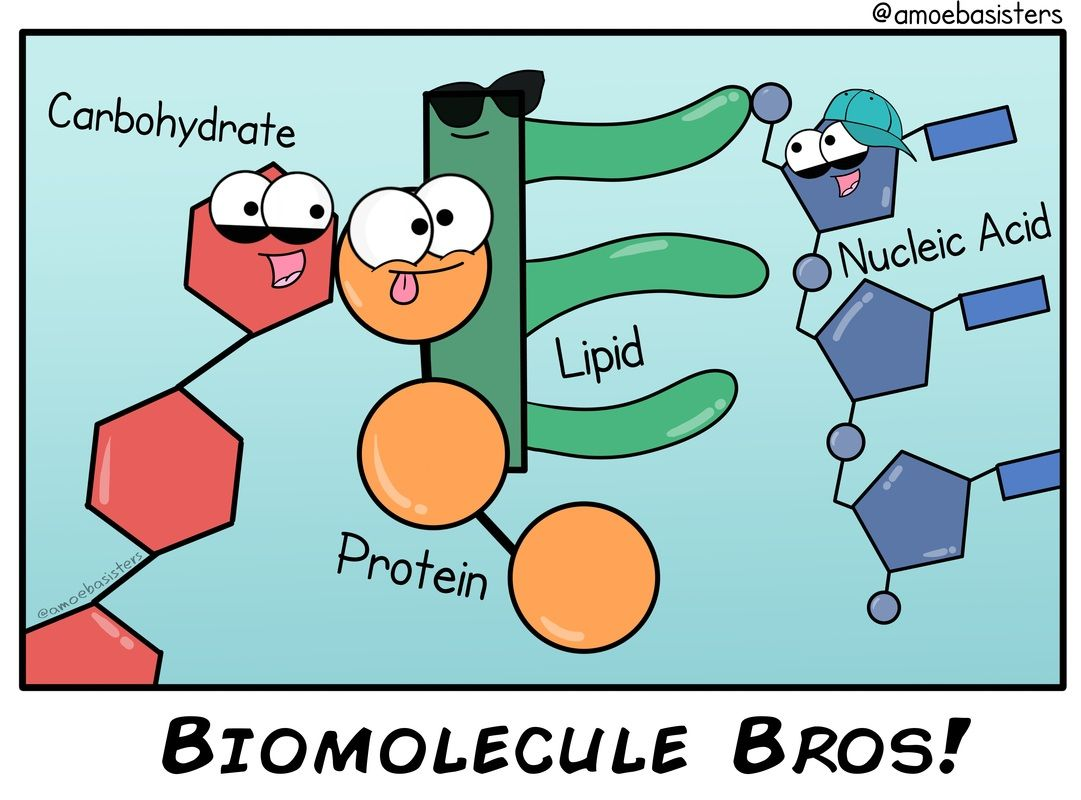 @amoebasisters
Carbohydrate
Nucleic Acid
Lipid
Protein
@amoebasisters
BIOMOLECULE BROS!